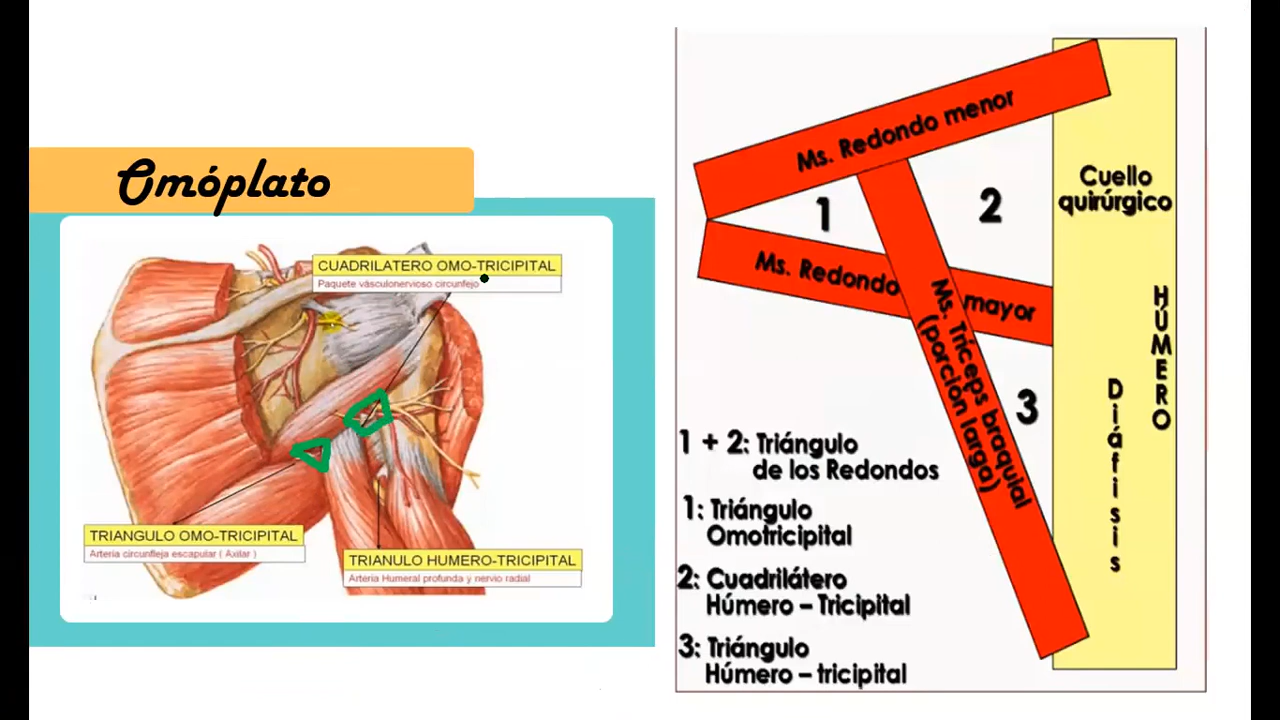 Omóplato
CUADRILATERO OMO-TRICIPITAL
Paquete vásculonervioso circunflejo
TRIANGULO OMO-TRICIPITAL
Arteria circunfleja escapular ( Axilar )
TRIANULO HUMERO-TRICIPITAL
Arteria Humeral profunda y nervio radial
Ms. Redondo menor
1
2
Cuello
quirúrgico
Ms. Redondo mayor
Ms. Tríceps braquial
(porción larga)
HÚMERO
3
Diáfisis
1 + 2: Triángulo
de los Redondos
1: Triángulo
Omotricipital
2: Cuadrilátero
Húmero – Tricipital
3: Triángulo
Húmero – tricipital